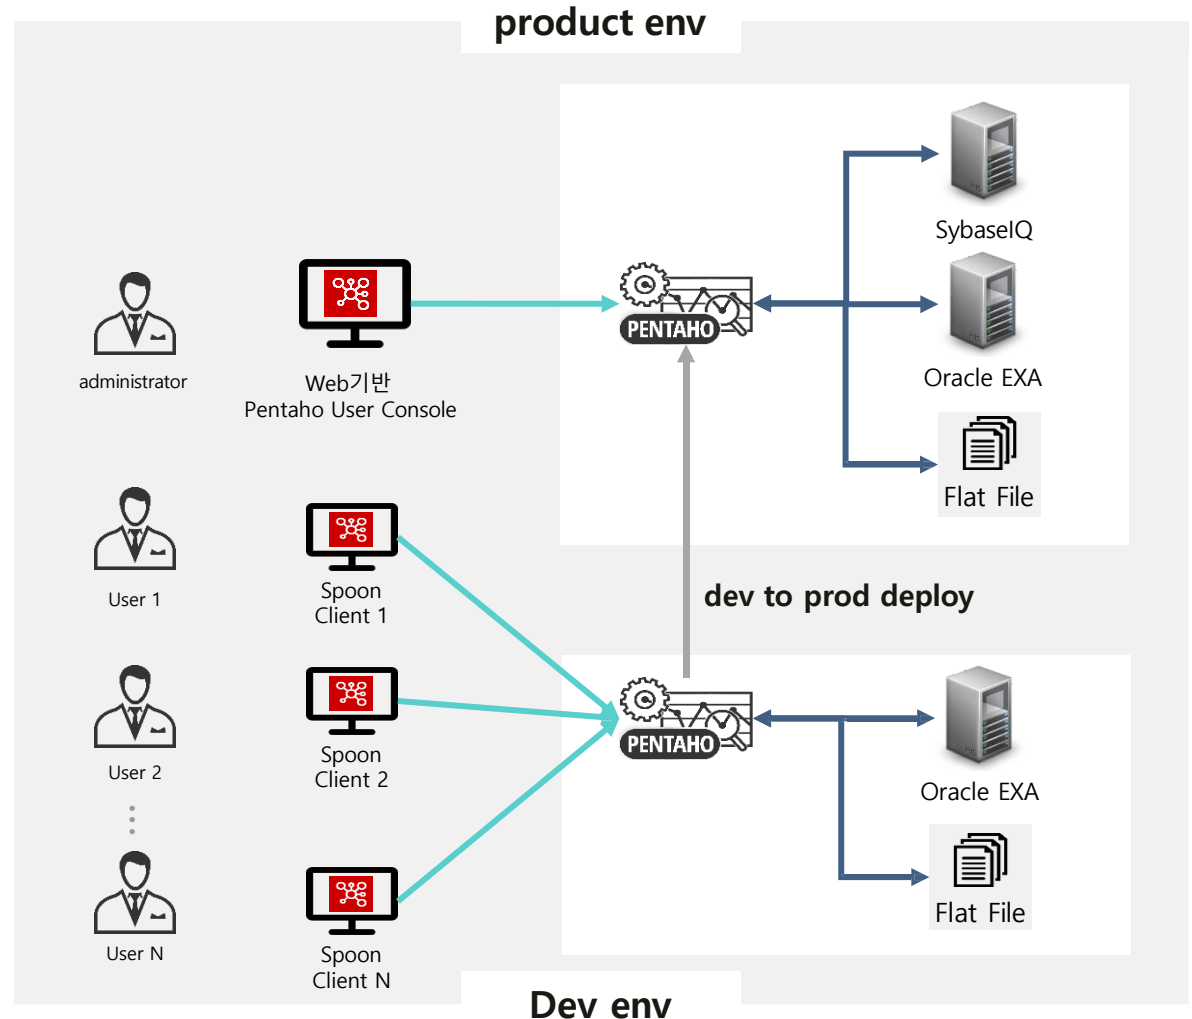 product env
SybaseIQ
PENTAHO
administrator
Web기반
Pentaho User Console
Oracle EXA
Flat File
User 1
Spoon
Client 1
dev to prod deploy
User 2
Spoon
Client 2
PENTAHO
Oracle EXA
Flat File
User N
Spoon
Client N
Dev env